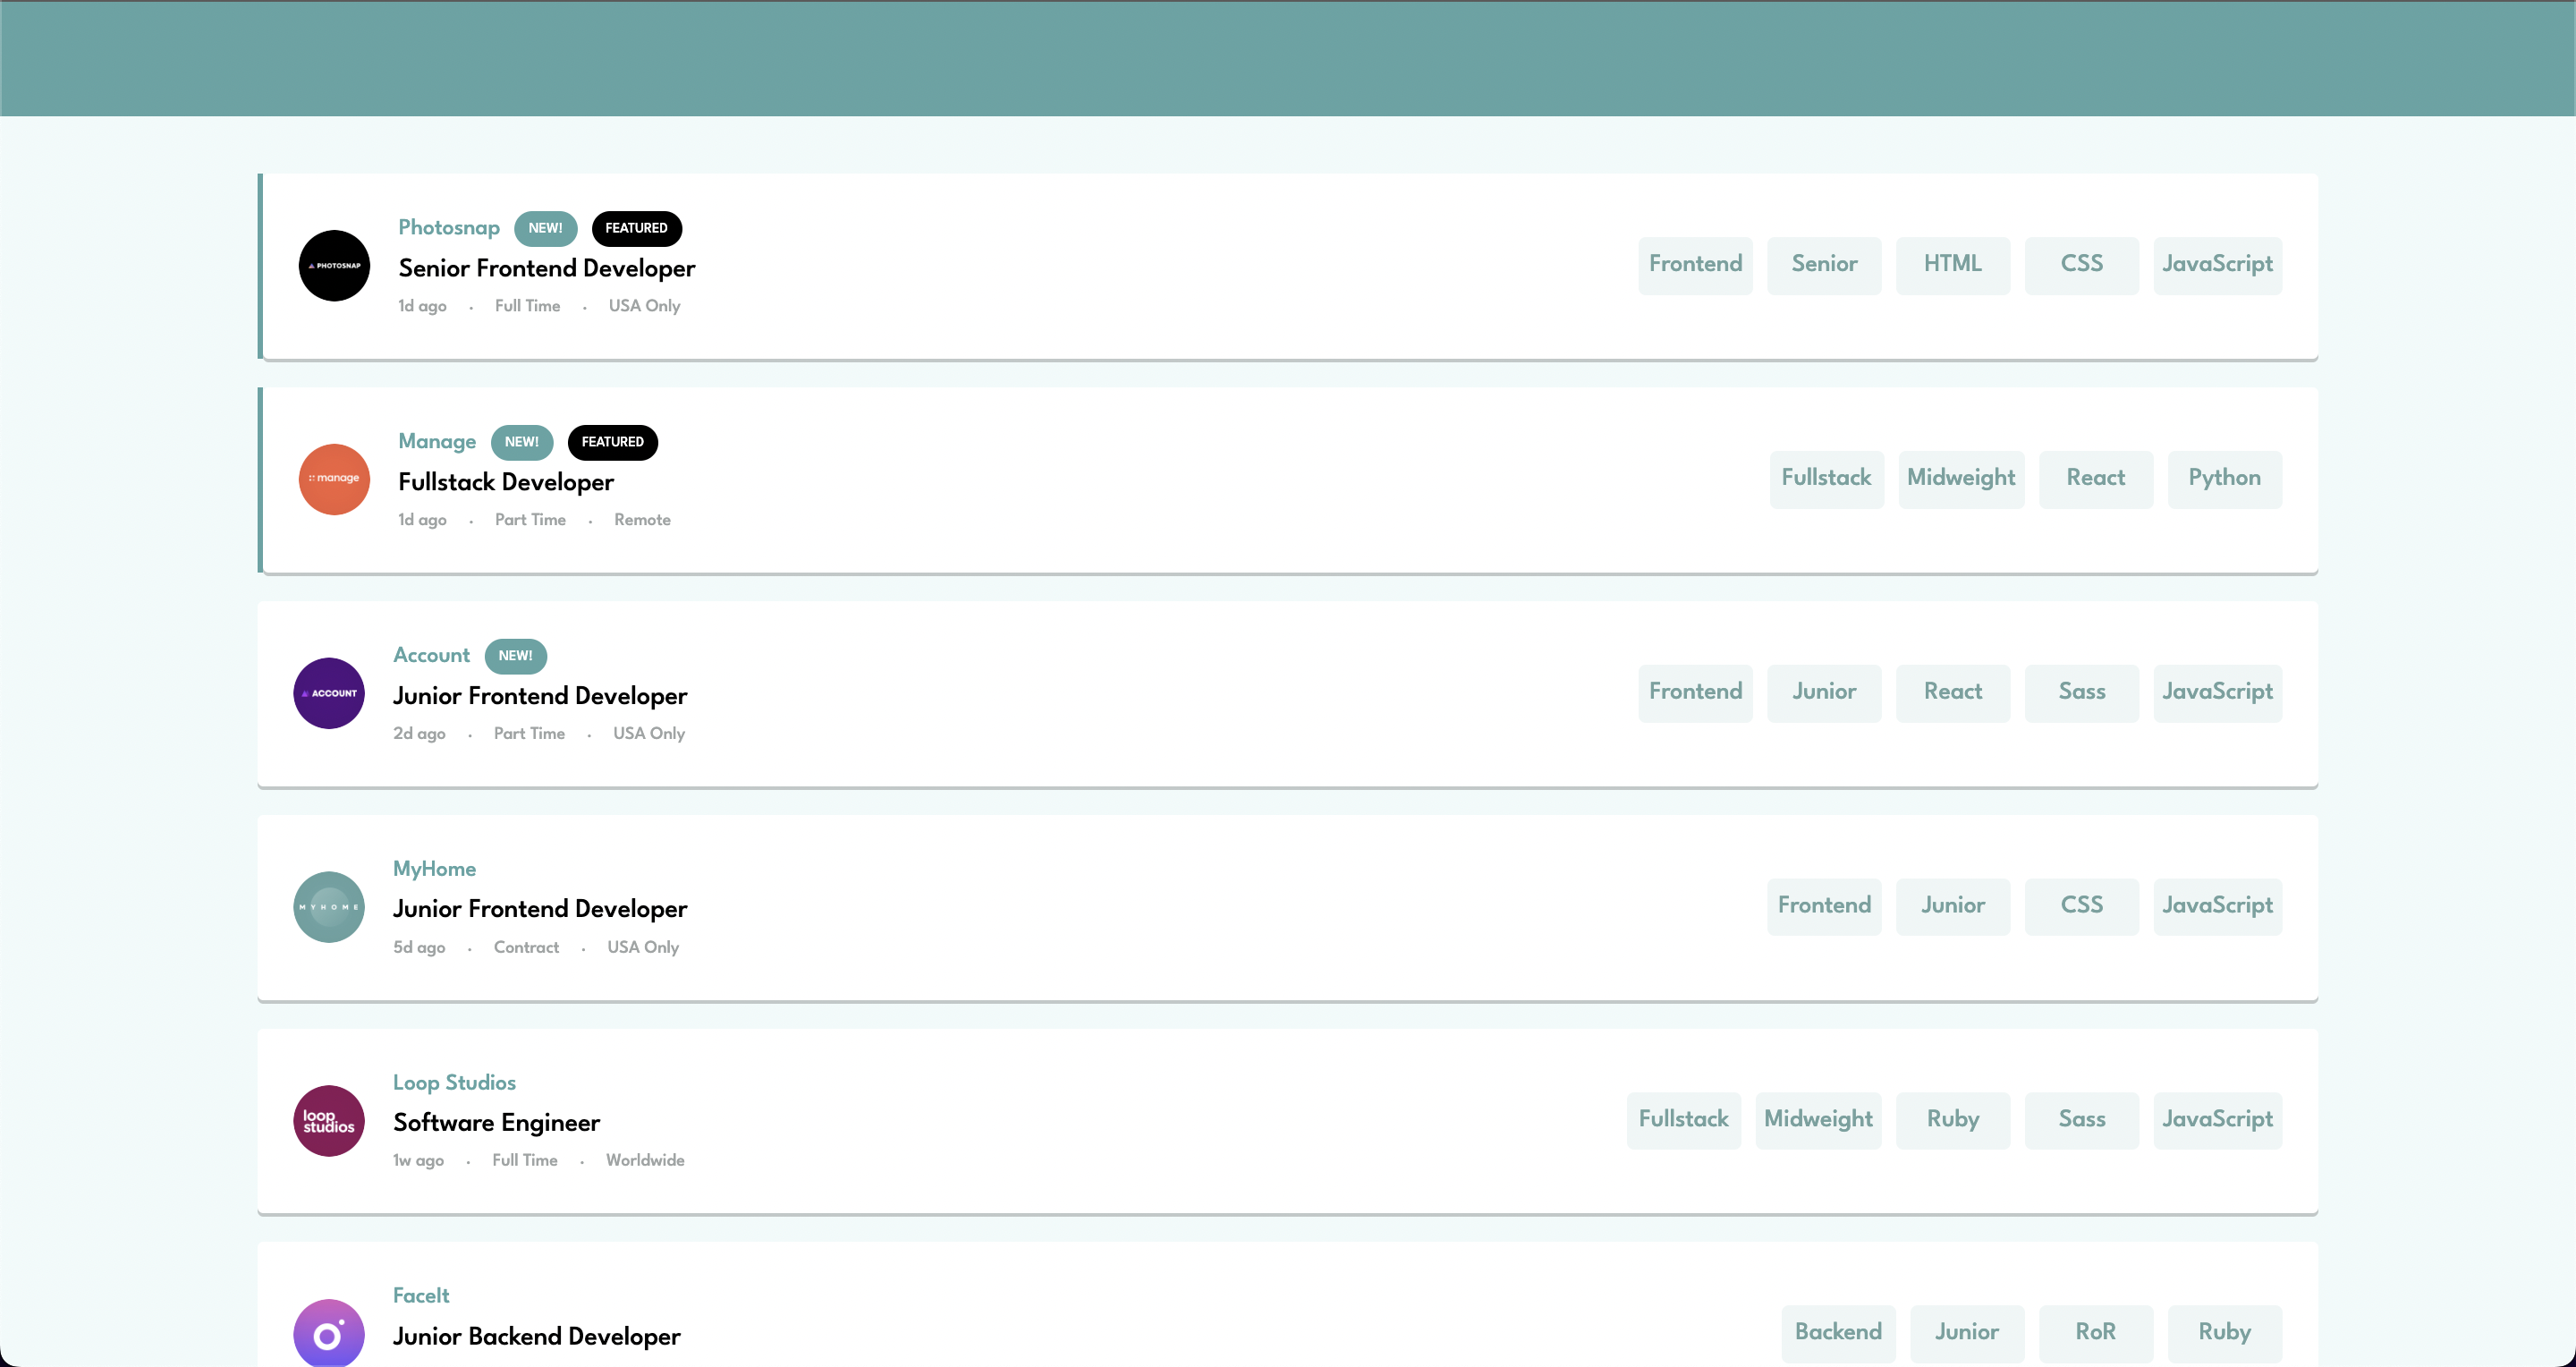 Photosnap NEW! FEATURED
PHOTOSNAP
Senior Frontend Developer
1d ago · Full Time · USA Only
Frontend Senior HTML CSS JavaScript
Manage NEW! FEATURED
manage
Fullstack Developer
1d ago · Part Time · Remote
Fullstack Midweight React Python
Account NEW!
ACCOUNT
Junior Frontend Developer
2d ago · Part Time · USA Only
Frontend Junior React Sass JavaScript
MyHome
MYHOME
Junior Frontend Developer
5d ago · Contract · USA Only
Frontend Junior CSS JavaScript
Loop Studios
loop
studios
Software Engineer
1w ago · Full Time · Worldwide
Fullstack Midweight Ruby Sass JavaScript
FaceIt
Junior Backend Developer
Backend Junior RoR Ruby